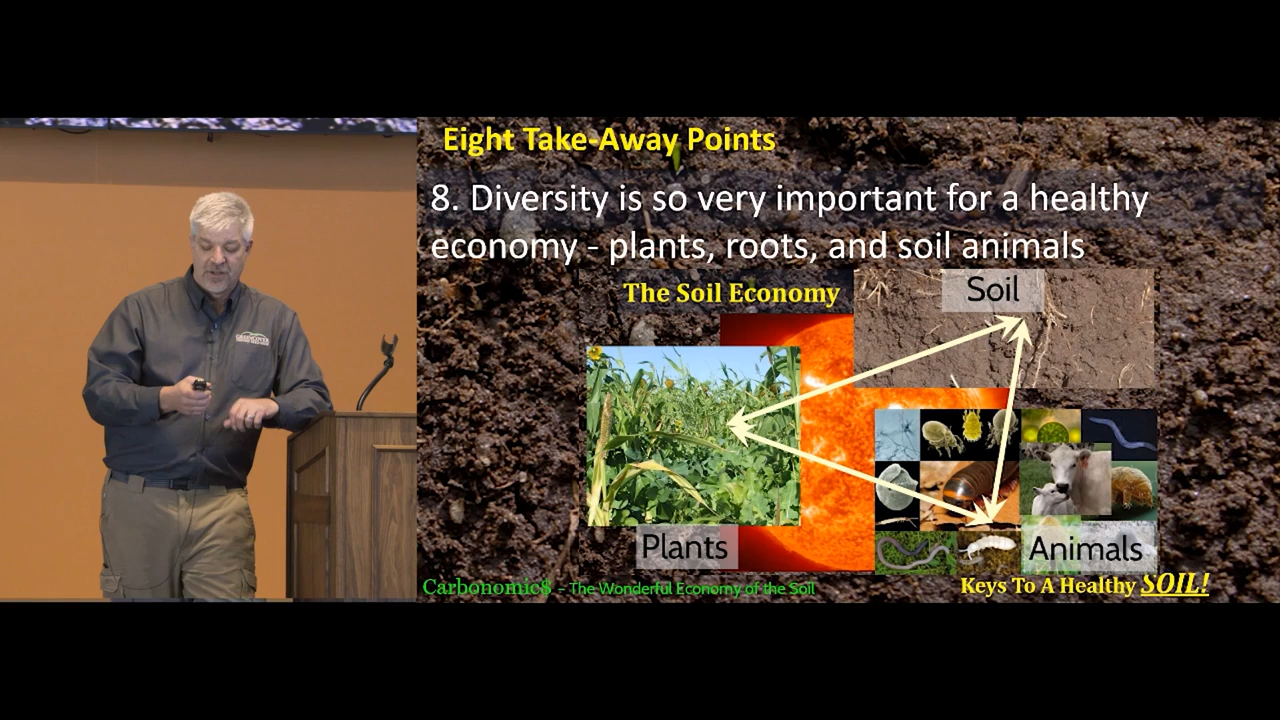 Eight Take-Away Points
8. Diversity is so very important for a healthy
economy - plants, roots, and soil animals
The Soil Economy
Soil
Plants
Animals
Carbonomic$ - The Wonderful Economy of the Soil
Keys To A Healthy SOIL!